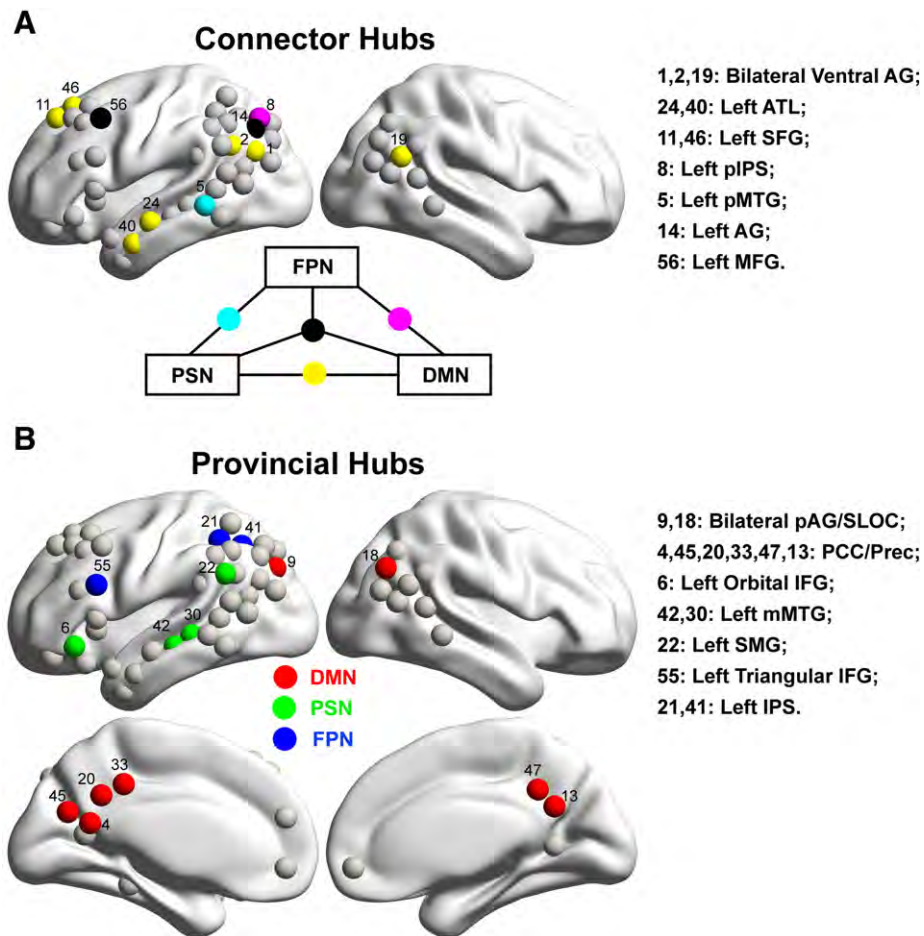 A
Connector Hubs
46
11
56
14
8
2
1
5
24
40
19
1,2,19: Bilateral Ventral AG;
24,40: Left ATL;
11,46: Left SFG;
8: Left pIPS;
5: Left pMTG;
14: Left AG;
56: Left MFG.
FPN
PSN
DMN
B
Provincial Hubs
21
41
9
22
55
30
42
6
18
9,18: Bilateral pAG/SLOC;
4,45,20,33,47,13: PCC/Prec;
6: Left Orbital IFG;
42,30: Left mMTG;
22: Left SMG;
55: Left Triangular IFG;
21,41: Left IPS.
DMN
PSN
FPN
33
20
45
4
47
13